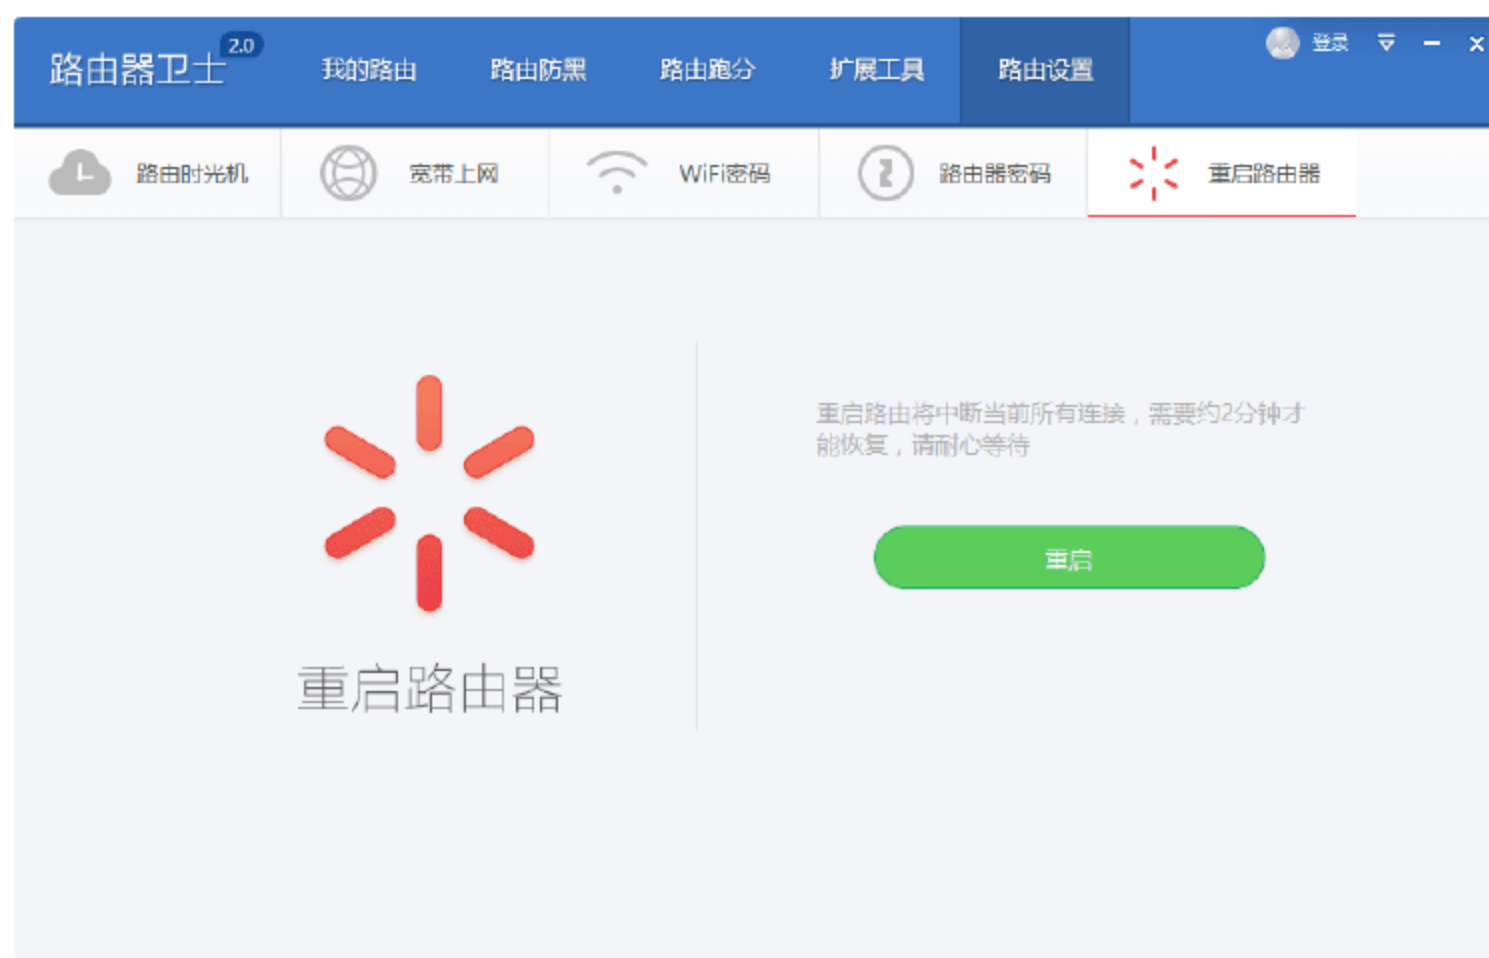 路由器卫士 2.0
我的路由 路由防黑 路由跑分 扩展工具 路由设置 登录
路由时光机 宽带上网 WiFi密码 路由器密码 重启路由器
重启路由将中断当前所有连接，需要约2分钟才
能恢复，请耐心等待
重启
重启路由器